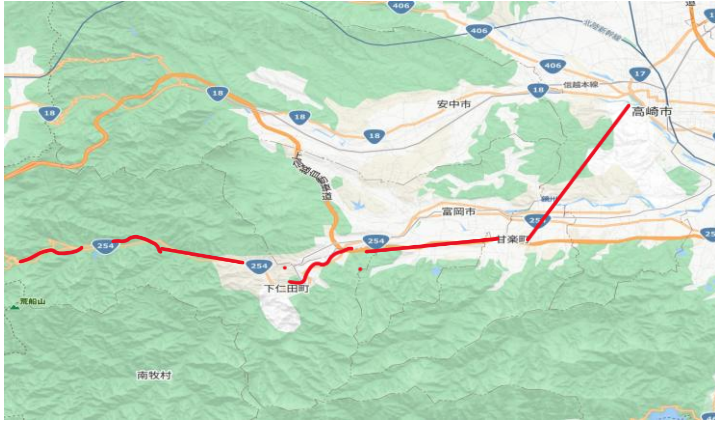 406
北陸新幹線
406
406
17
信越本線
18
18
高崎市
安中市
18
18
上信越自動車道
富岡市
254
254
甘楽町
254
254
下仁田町
荒船山
南牧村